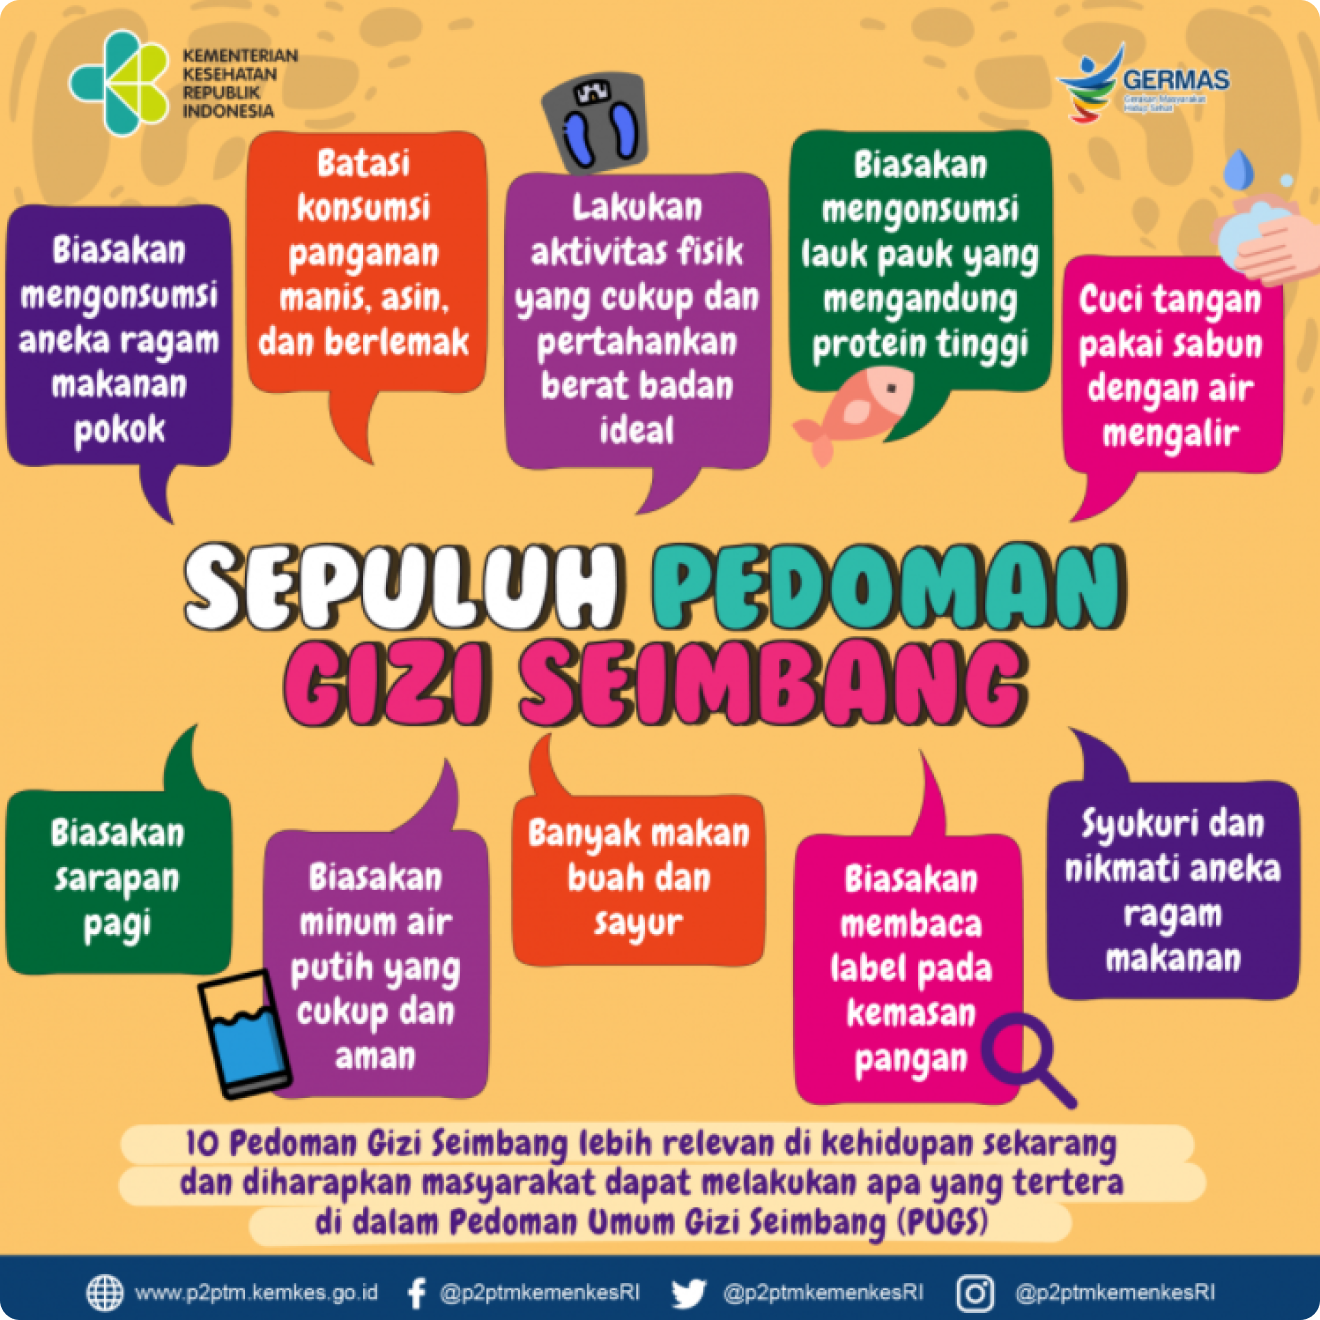 KEMENTERIAN
KESEHATAN
REPUBLIK
INDONESIA
GERMAS
Gerakan Masyarakat
Hidup Sehat
Biasakan
mengonsumsi
aneka ragam
makanan
pokok
Batasi
konsumsi
panganan
manis, asin,
dan berlemak
Lakukan
aktivitas fisik
yang cukup dan
pertahankan
berat badan
ideal
Biasakan
mengonsumsi
lauk pauk yang
mengandung
protein tinggi
Cuci tangan
pakai sabun
dengan air
mengalir
SEPULUH PEDOMAN
GIZI SEIMBANG
Biasakan
sarapan
pagi
Biasakan
minum air
putih yang
cukup dan
aman
Banyak makan
buah dan
sayur
Biasakan
membaca
label pada
kemasan
pangan
Syukuri dan
nikmati aneka
ragam
makanan
10 Pedoman Gizi Seimbang lebih relevan di kehidupan sekarang
dan diharapkan masyarakat dapat melakukan apa yang tertera
di dalam Pedoman Umum Gizi Seimbang (PUGS)
www.p2ptm.kemkes.go.id @p2ptmkemenkesRI @p2ptmkemenkesRI @p2ptmkemenkesRI